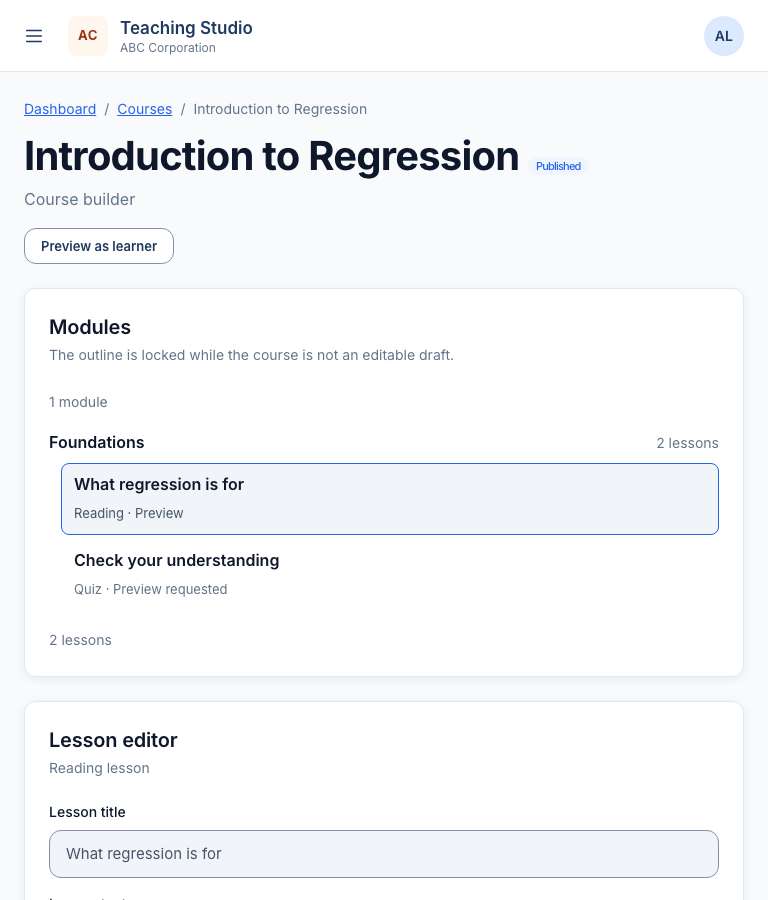 AC
Teaching Studio
ABC Corporation
AL
Dashboard / Courses / Introduction to Regression
Introduction to Regression Published
Course builder
Preview as learner
Modules
The outline is locked while the course is not an editable draft.
1 module
Foundations 2 lessons
What regression is for
Reading · Preview
Check your understanding
Quiz · Preview requested
2 lessons
Lesson editor
Reading lesson
Lesson title
What regression is for